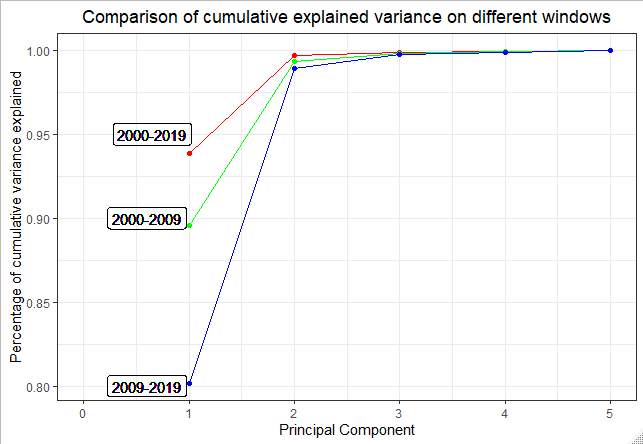 Comparison of cumulative explained variance on different windows
Percentage of cumulative variance explained
1.00
0.95
0.90
0.85
0.80
2000-2019
2000-2009
2009-2019
0 1 2 3 4 5
Principal Component